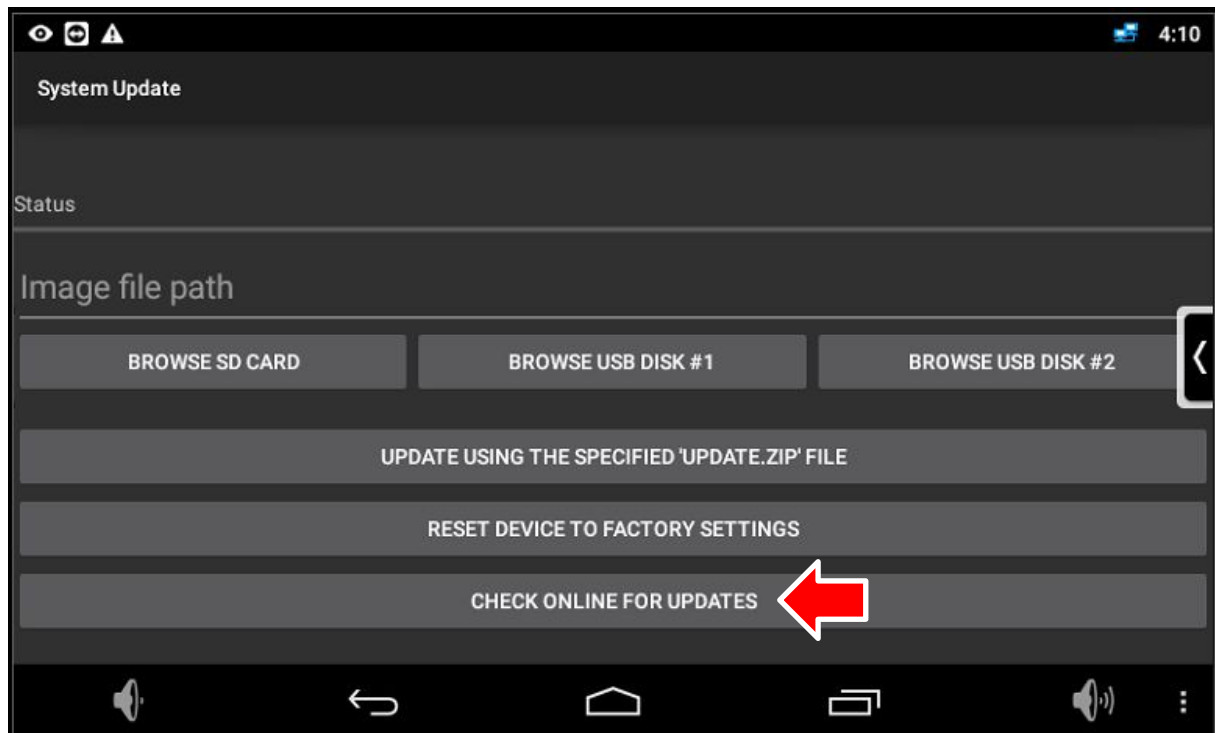 4:10
System Update
Status
Image file path
BROWSE SD CARD BROWSE USB DISK #1 BROWSE USB DISK #2
UPDATE USING THE SPECIFIED 'UPDATE.ZIP' FILE
RESET DEVICE TO FACTORY SETTINGS
CHECK ONLINE FOR UPDATES